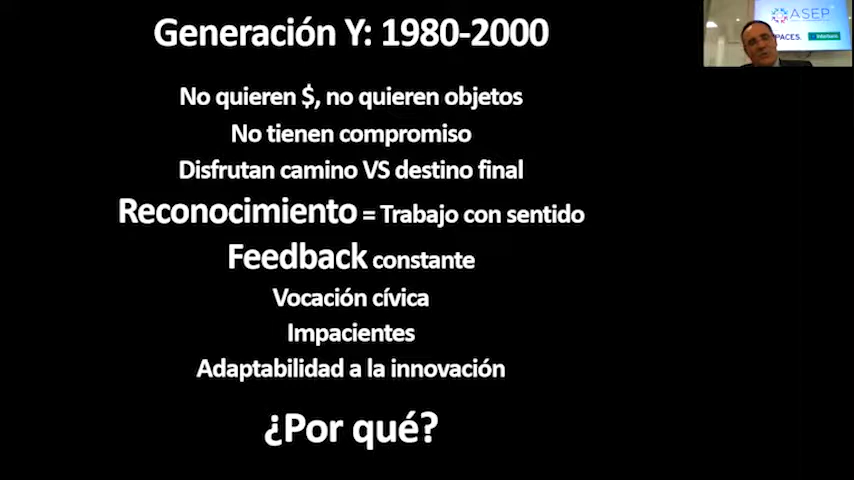 Generación Y: 1980-2000
No quieren $, no quieren objetos
No tienen compromiso
Disfrutan camino VS destino final
Reconocimiento = Trabajo con sentido
Feedback constante
Vocación cívica
Impacientes
Adaptabilidad a la innovación
¿Por qué?
ASEP
PACES.